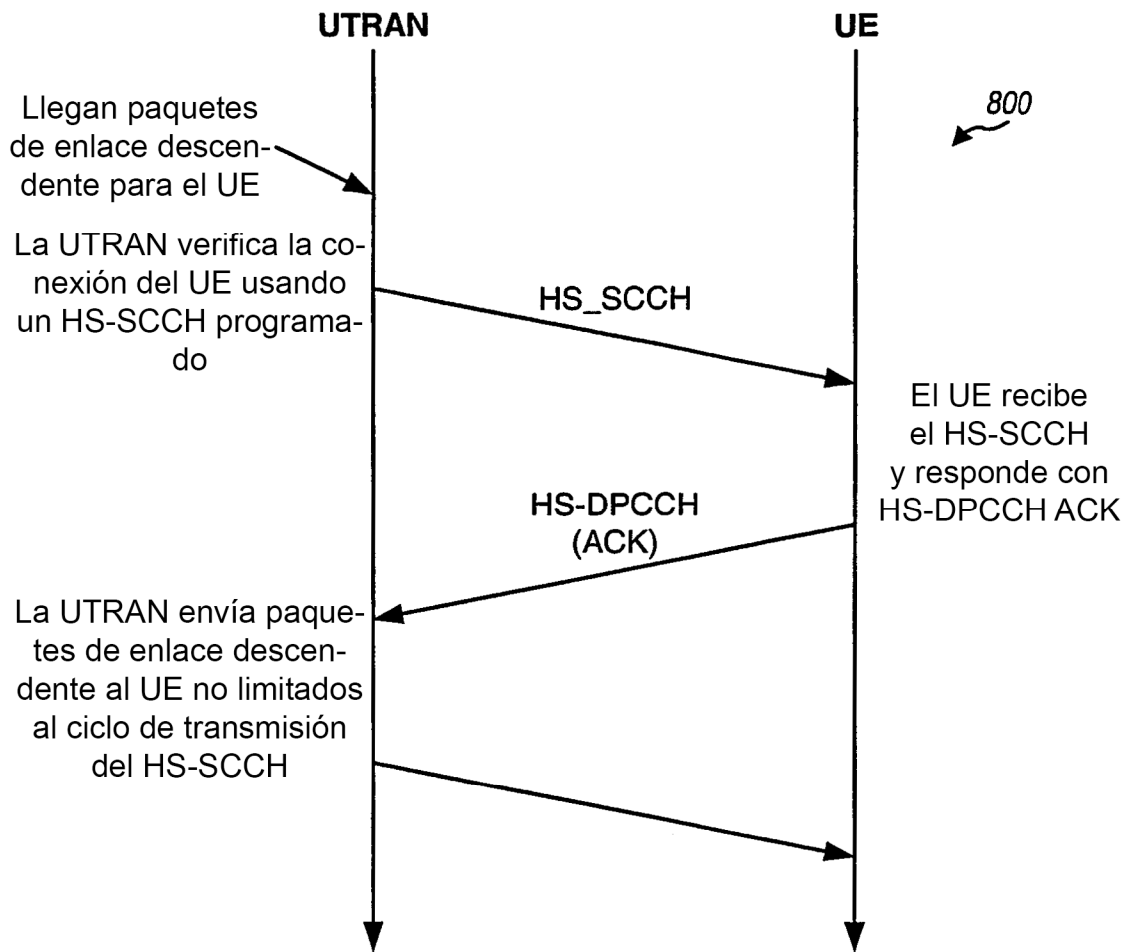 UTRAN
UE
800
Llegan paquetes
de enlace descen-
dente para el UE
La UTRAN verifica la co-
nexión del UE usando
un HS-SCCH programa-
do
HS_SCCH
El UE recibe
el HS-SCCH
y responde con
HS-DPCCH ACK
HS-DPCCH
(ACK)
La UTRAN envía paque-
tes de enlace descen-
dente al UE no limitados
al ciclo de transmisión
del HS-SCCH